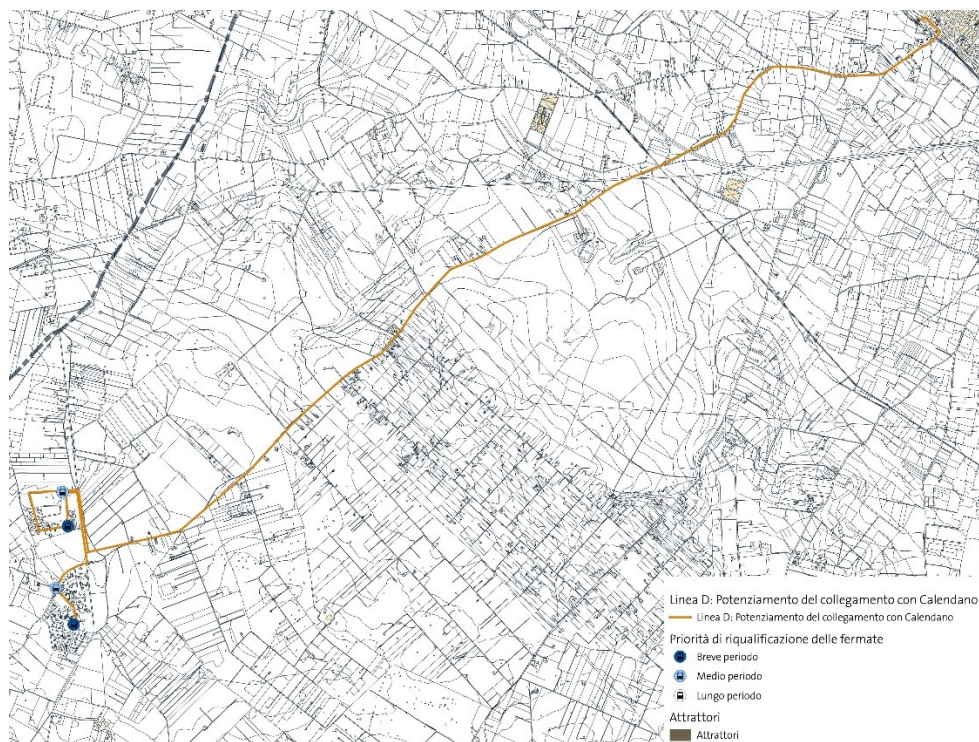 Linea D: Potenziamento del collegamento con Calendano
Linea D: Potenziamento del collegamento con Calendano
Priorità di riqualificazione delle fermate
Breve periodo
Medio periodo
Lungo periodo
Attrattori
Attrattori